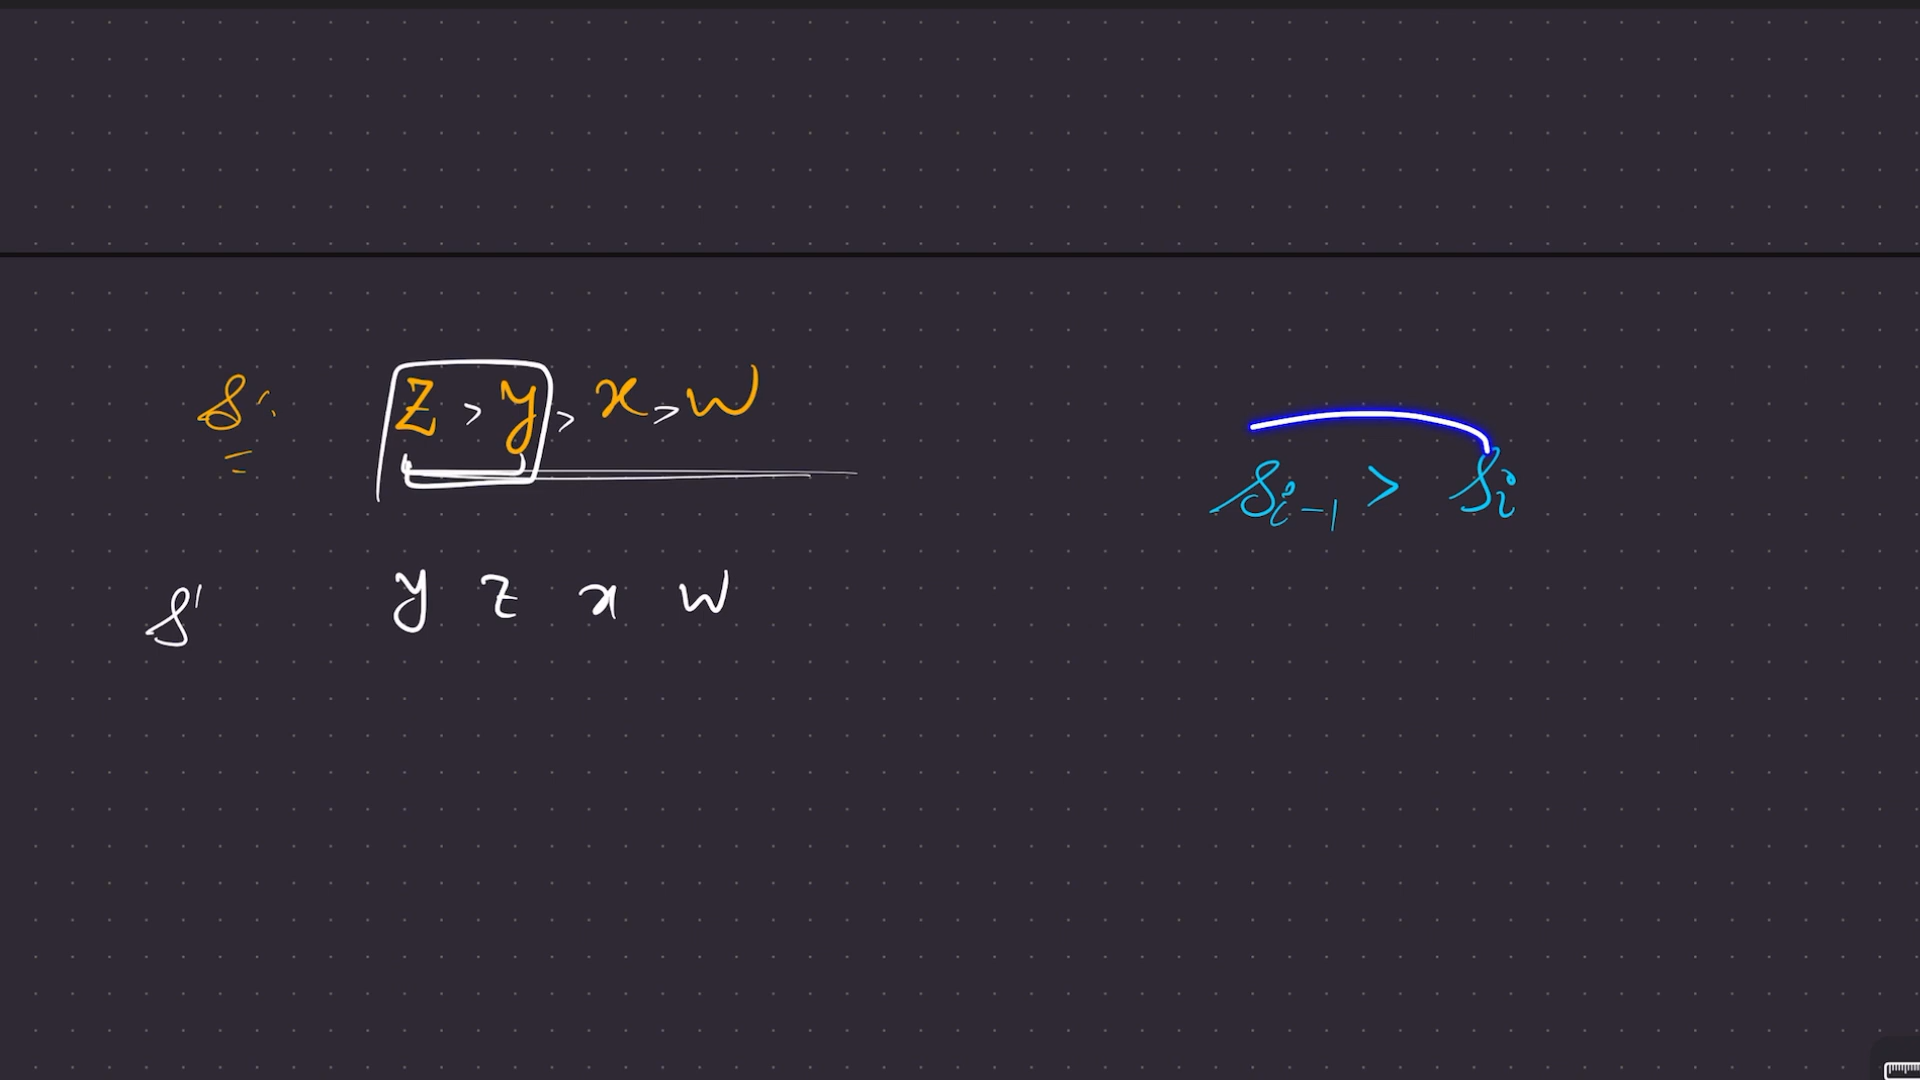 S: Z > y > x > w
S_{i-1} > S_i
S' y z x w